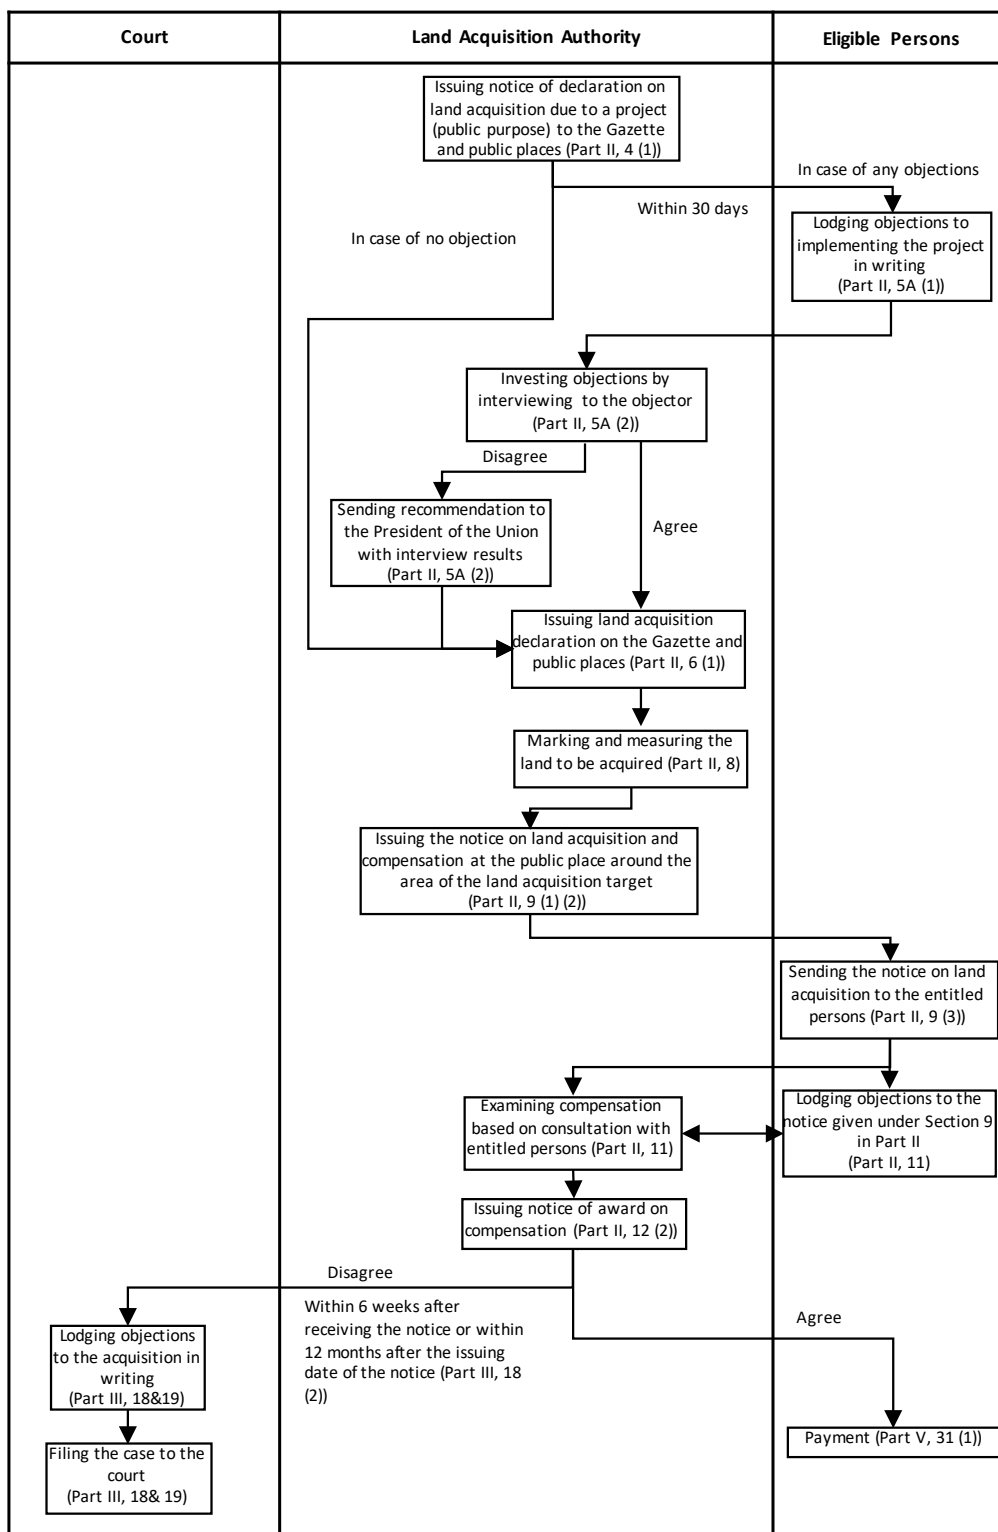 Court
Land Acquisition Authority
Eligible Persons
Issuing notice of declaration on
land acquisition due to a project
(public purpose) to the Gazette
and public places (Part II, 4 (1))
In case of any objections
Within 30 days
In case of no objection
Lodging objections to
implementing the project
in writing
(Part II, 5A (1))
Investing objections by
interviewing to the objector
(Part II, 5A (2))
Disagree
Sending recommendation to
the President of the Union
with interview results
(Part II, 5A (2))
Agree
Issuing land acquisition
declaration on the Gazette and
public places (Part II, 6 (1))
Marking and measuring the
land to be acquired (Part II, 8)
Issuing the notice on land acquisition and
compensation at the public place around the
area of the land acquisition target
(Part II, 9 (1) (2))
Sending the notice on land
acquisition to the entitled
persons (Part II, 9 (3))
Examining compensation
based on consultation with
entitled persons (Part II, 11)
Lodging objections to the
notice given under Section 9
in Part II
(Part II, 11)
Issuing notice of award on
compensation (Part II, 12 (2))
Disagree
Within 6 weeks after
receiving the notice or within
12 months after the issuing
date of the notice (Part III, 18
(2))
Agree
Lodging objections
to the acquisition in
writing
(Part III, 18&19)
Filing the case to the
court
(Part III, 18& 19)
Payment (Part V, 31 (1))